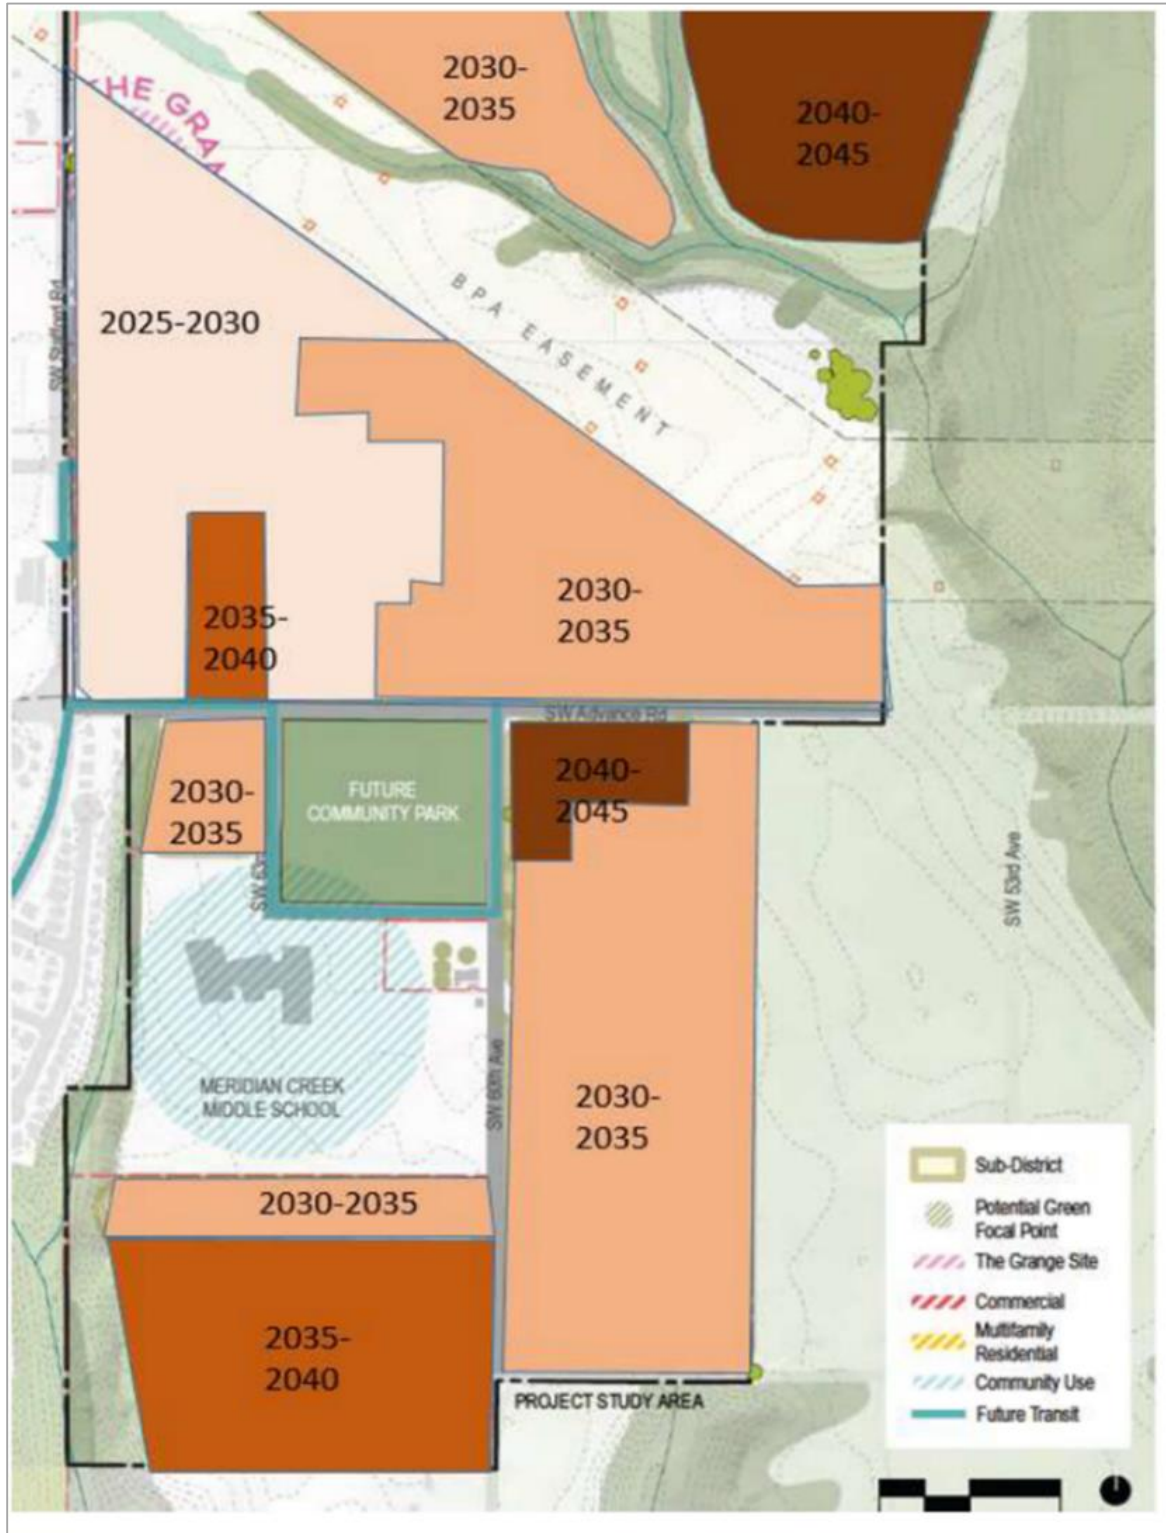 2030-
2035
2040-
2045
HE GRA
SW Stafford Rd
2025-2030
BPA EASEMENT
2030-
2035
2035-
2040
SW Advance Rd
2030-
2035
FUTURE
COMMUNITY PARK
2040-
2045
SW 63r
SW 53rd Ave
MERIDIAN CREEK
MIDDLE SCHOOL
SW 60th Ave
2030-
2035
2030-2035
2035-
2040
PROJECT STUDY AREA
Sub-District
Potential Green
Focal Point
The Grange Site
Commercial
Multifamily
Residential
Community Use
Future Transit